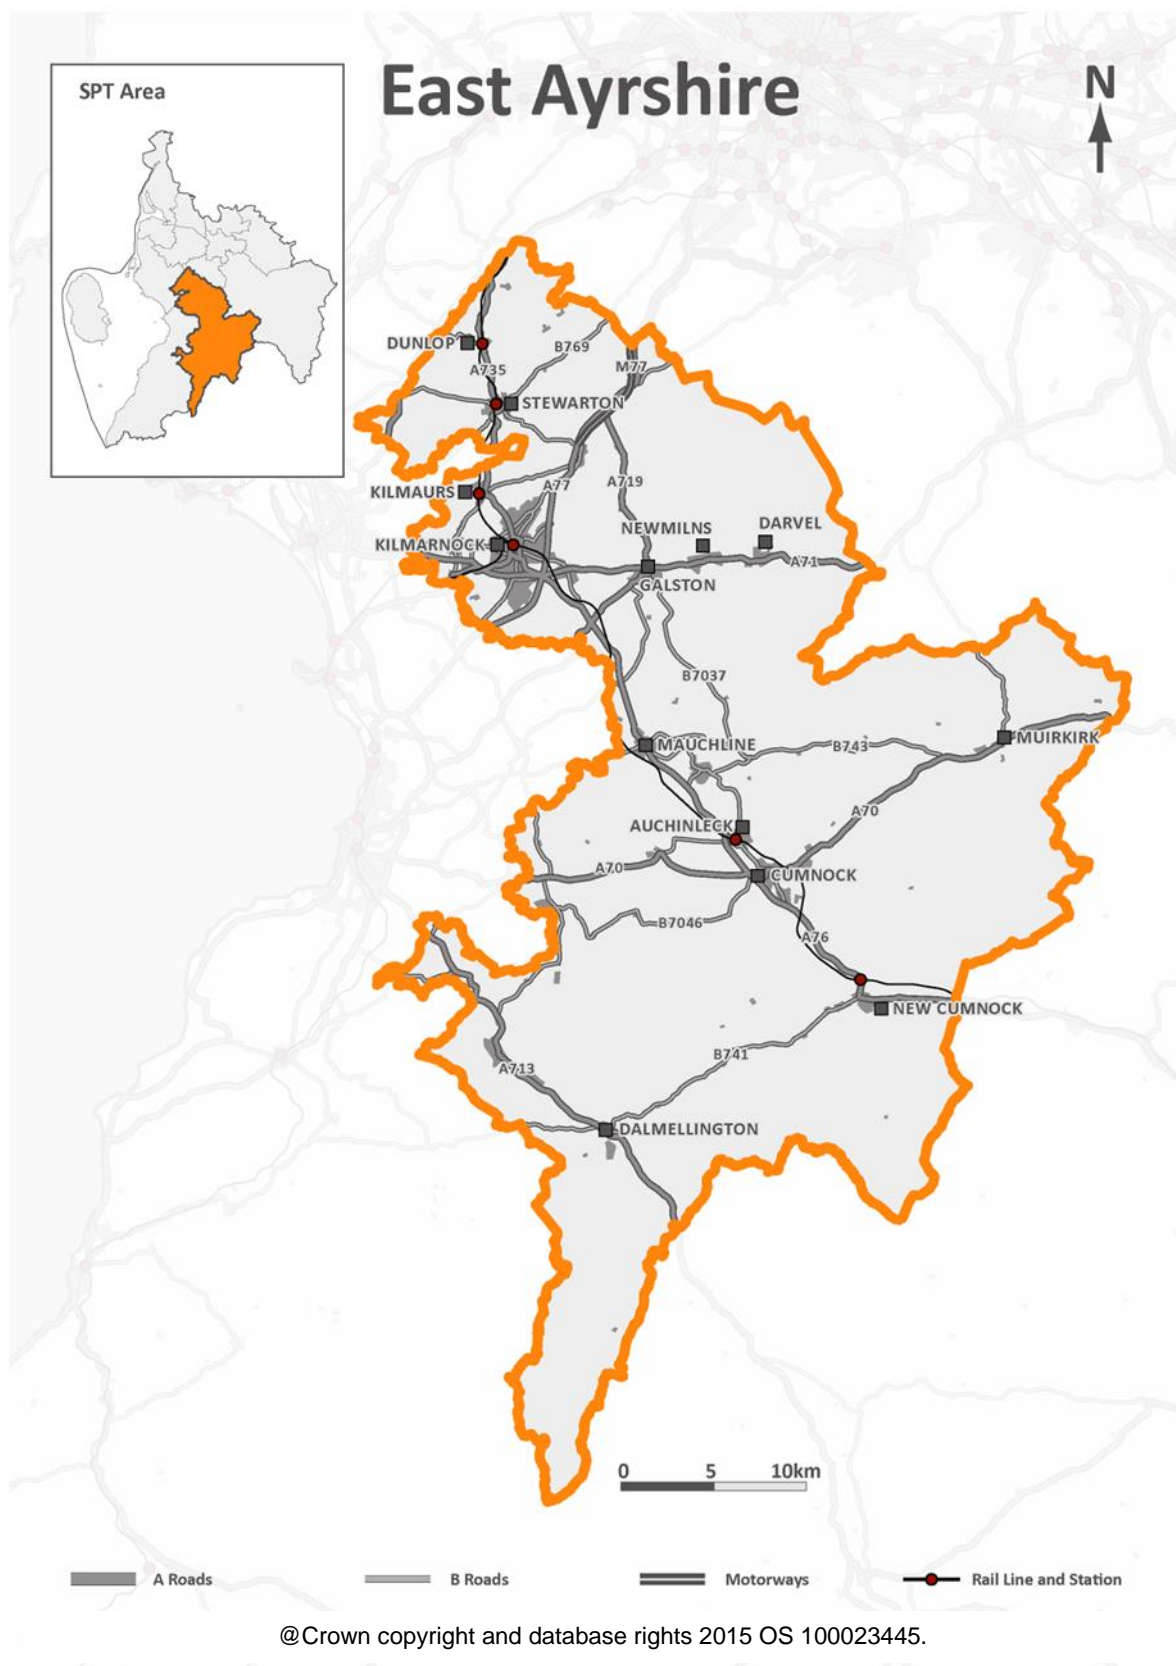 East Ayrshire
SPT Area
N
DUNLOP
B769
A735
M77
STEWARTON
KILMAURS
A77
A719
NEWMILNS
DARVEL
KILMARNOCK
A71
GALSTON
B7037
MAUCHLINE
B743
MUIRKIRK
A70
AUCHINLECK
A70
CUMNOCK
B7046
A76
NEW CUMNOCK
B741
A713
DALMELLINGTON
0 5 10km
A Roads B Roads Motorways Rail Line and Station
@Crown copyright and database rights 2015 OS 100023445.